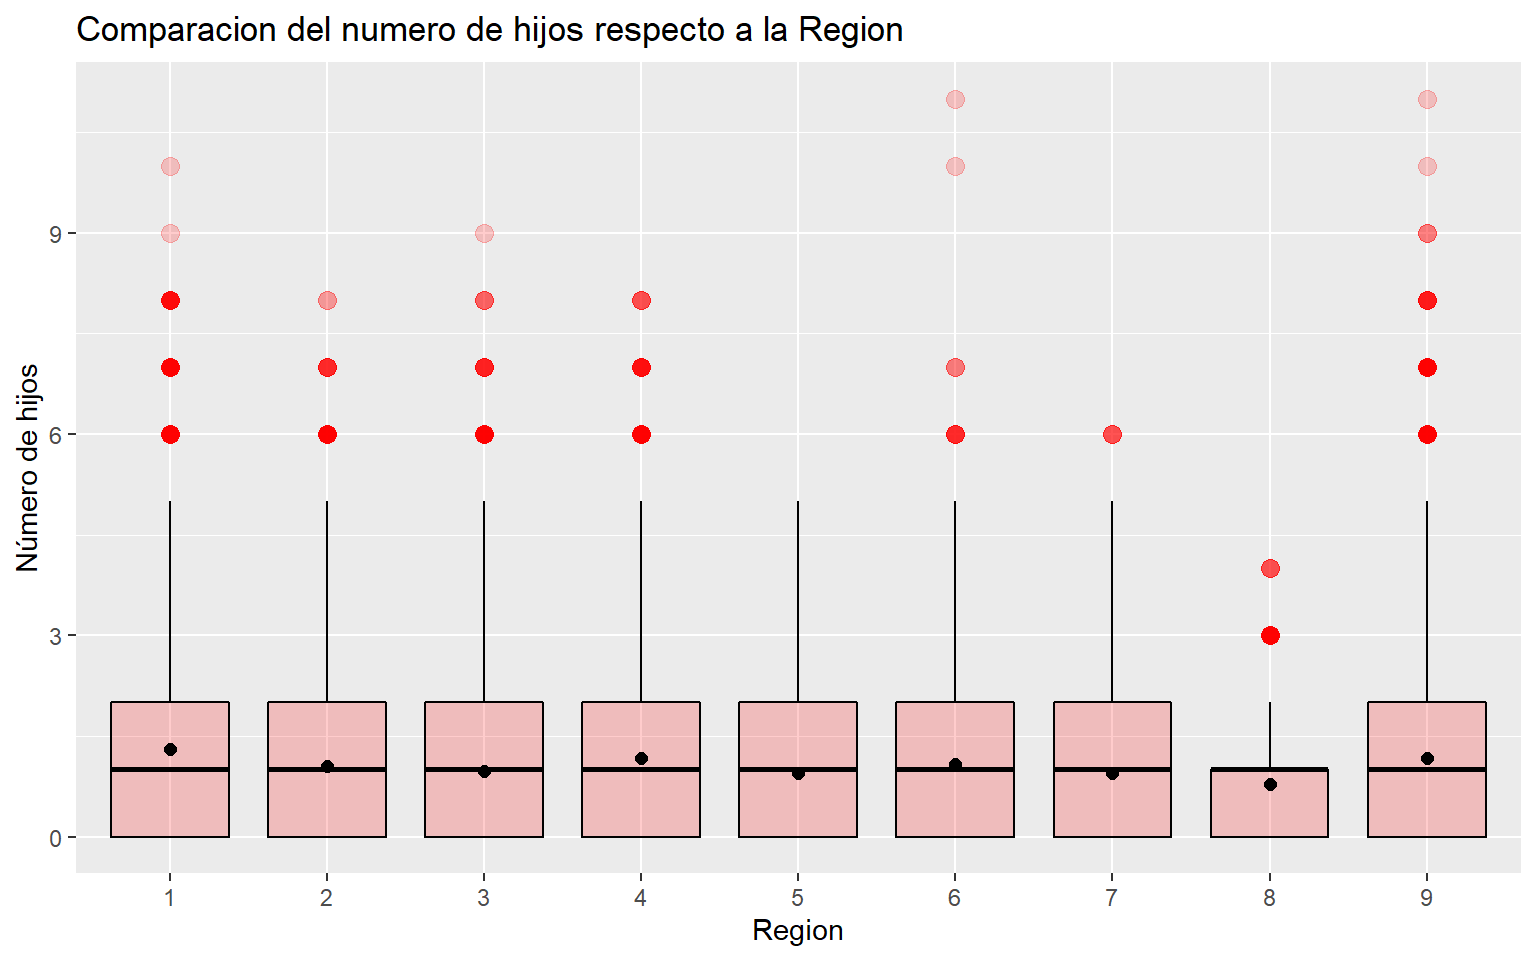 Comparacion del numero de hijos respecto a la Region
Número de hijos
9
6
3
0
1 2 3 4 5 6 7 8 9
Region